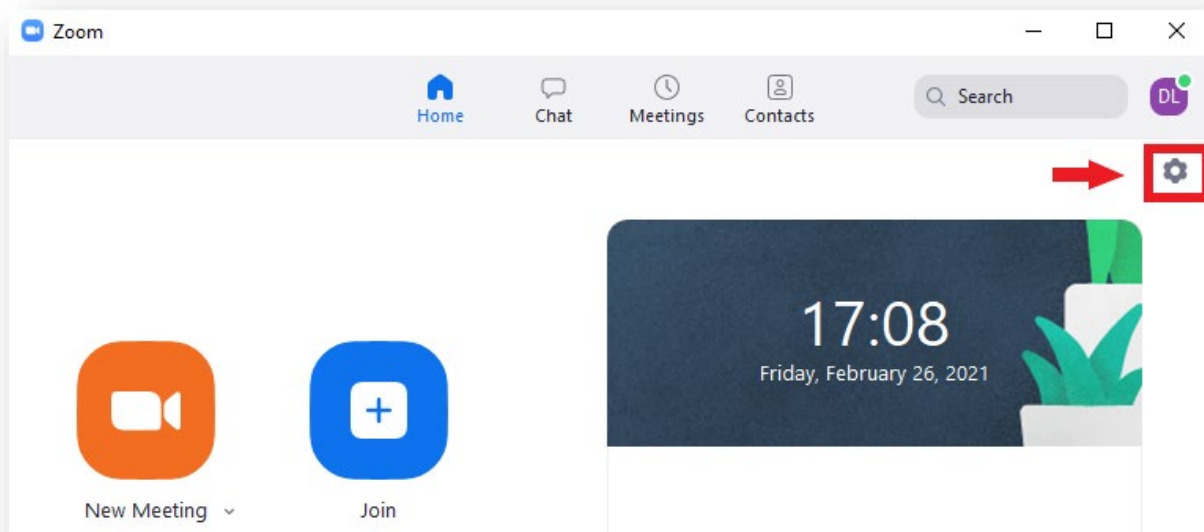 Zoom
Home
Chat
Meetings
Contacts
Search
DL
17:08
Friday, February 26, 2021
New Meeting
Join